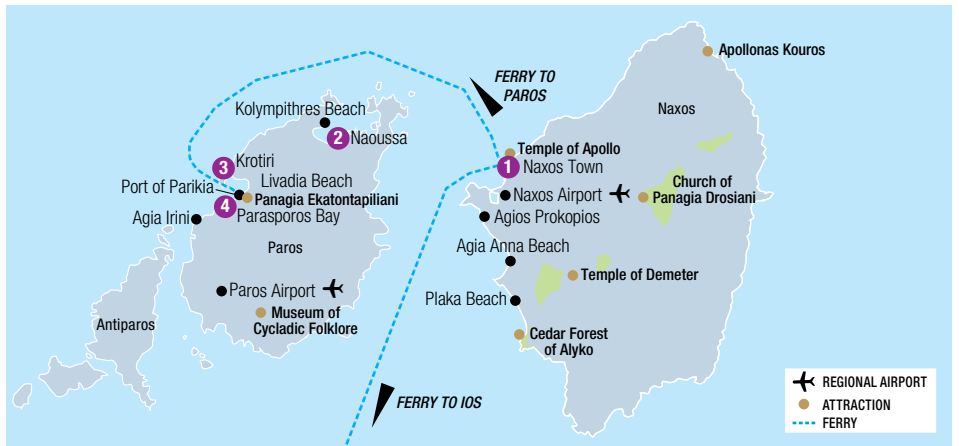 Apollonas Kouros
FERRY TO
PAROS
Kolympithres Beach
Naxos
2
Naoussa
Temple of Apollo
3
Krotiri
1
Naxos Town
Port of Parikia
Livadia Beach
Church of
Panagia Drosiani
Naxos Airport
Panagia Ekatontapiliani
4
Parasporos Bay
Agia Irini
Agios Prokopios
Paros
Agia Anna Beach
Temple of Demeter
Paros Airport
Plaka Beach
Museum of
Cycladic Folklore
Antiparos
Cedar Forest
of Alyko
REGIONAL AIRPORT
ATTRACTION
FERRY
FERRY TO IOS